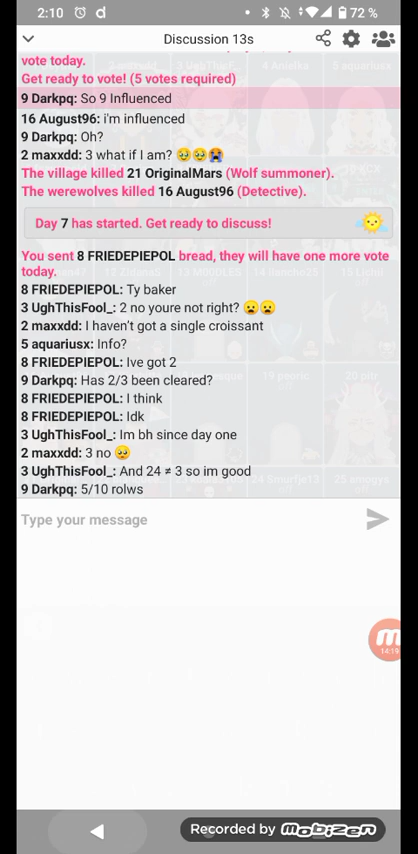 2:10
72 %
Discussion 13s
vote today.
Get ready to vote! (5 votes required)
9 Darkpq: So 9 Influenced
16 August96: i'm influenced
9 Darkpq: Oh?
2 maxxdd: 3 what if I am? 🥹🥹😭
The village killed 21 OriginalMars (Wolf summoner).
The werewolves killed 16 August96 (Detective).
Day 7 has started. Get ready to discuss!
You sent 8 FRIEDEPIEPOL bread, they will have one more vote
today.
8 FRIEDEPIEPOL: Ty baker
3 UghThisFool_: 2 no youre not right? 😦😦
2 maxxdd: I haven't got a single croissant
5 aquariusx: Info?
8 FRIEDEPIEPOL: Ive got 2
9 Darkpq: Has 2/3 been cleared?
8 FRIEDEPIEPOL: I think
8 FRIEDEPIEPOL: Idk
3 UghThisFool_: Im bh since day one
2 maxxdd: 3 no 🥺
3 UghThisFool_: And 24 ≠ 3 so im good
9 Darkpq: 5/10 rolws
Type your message
14:19
Recorded by mobizen